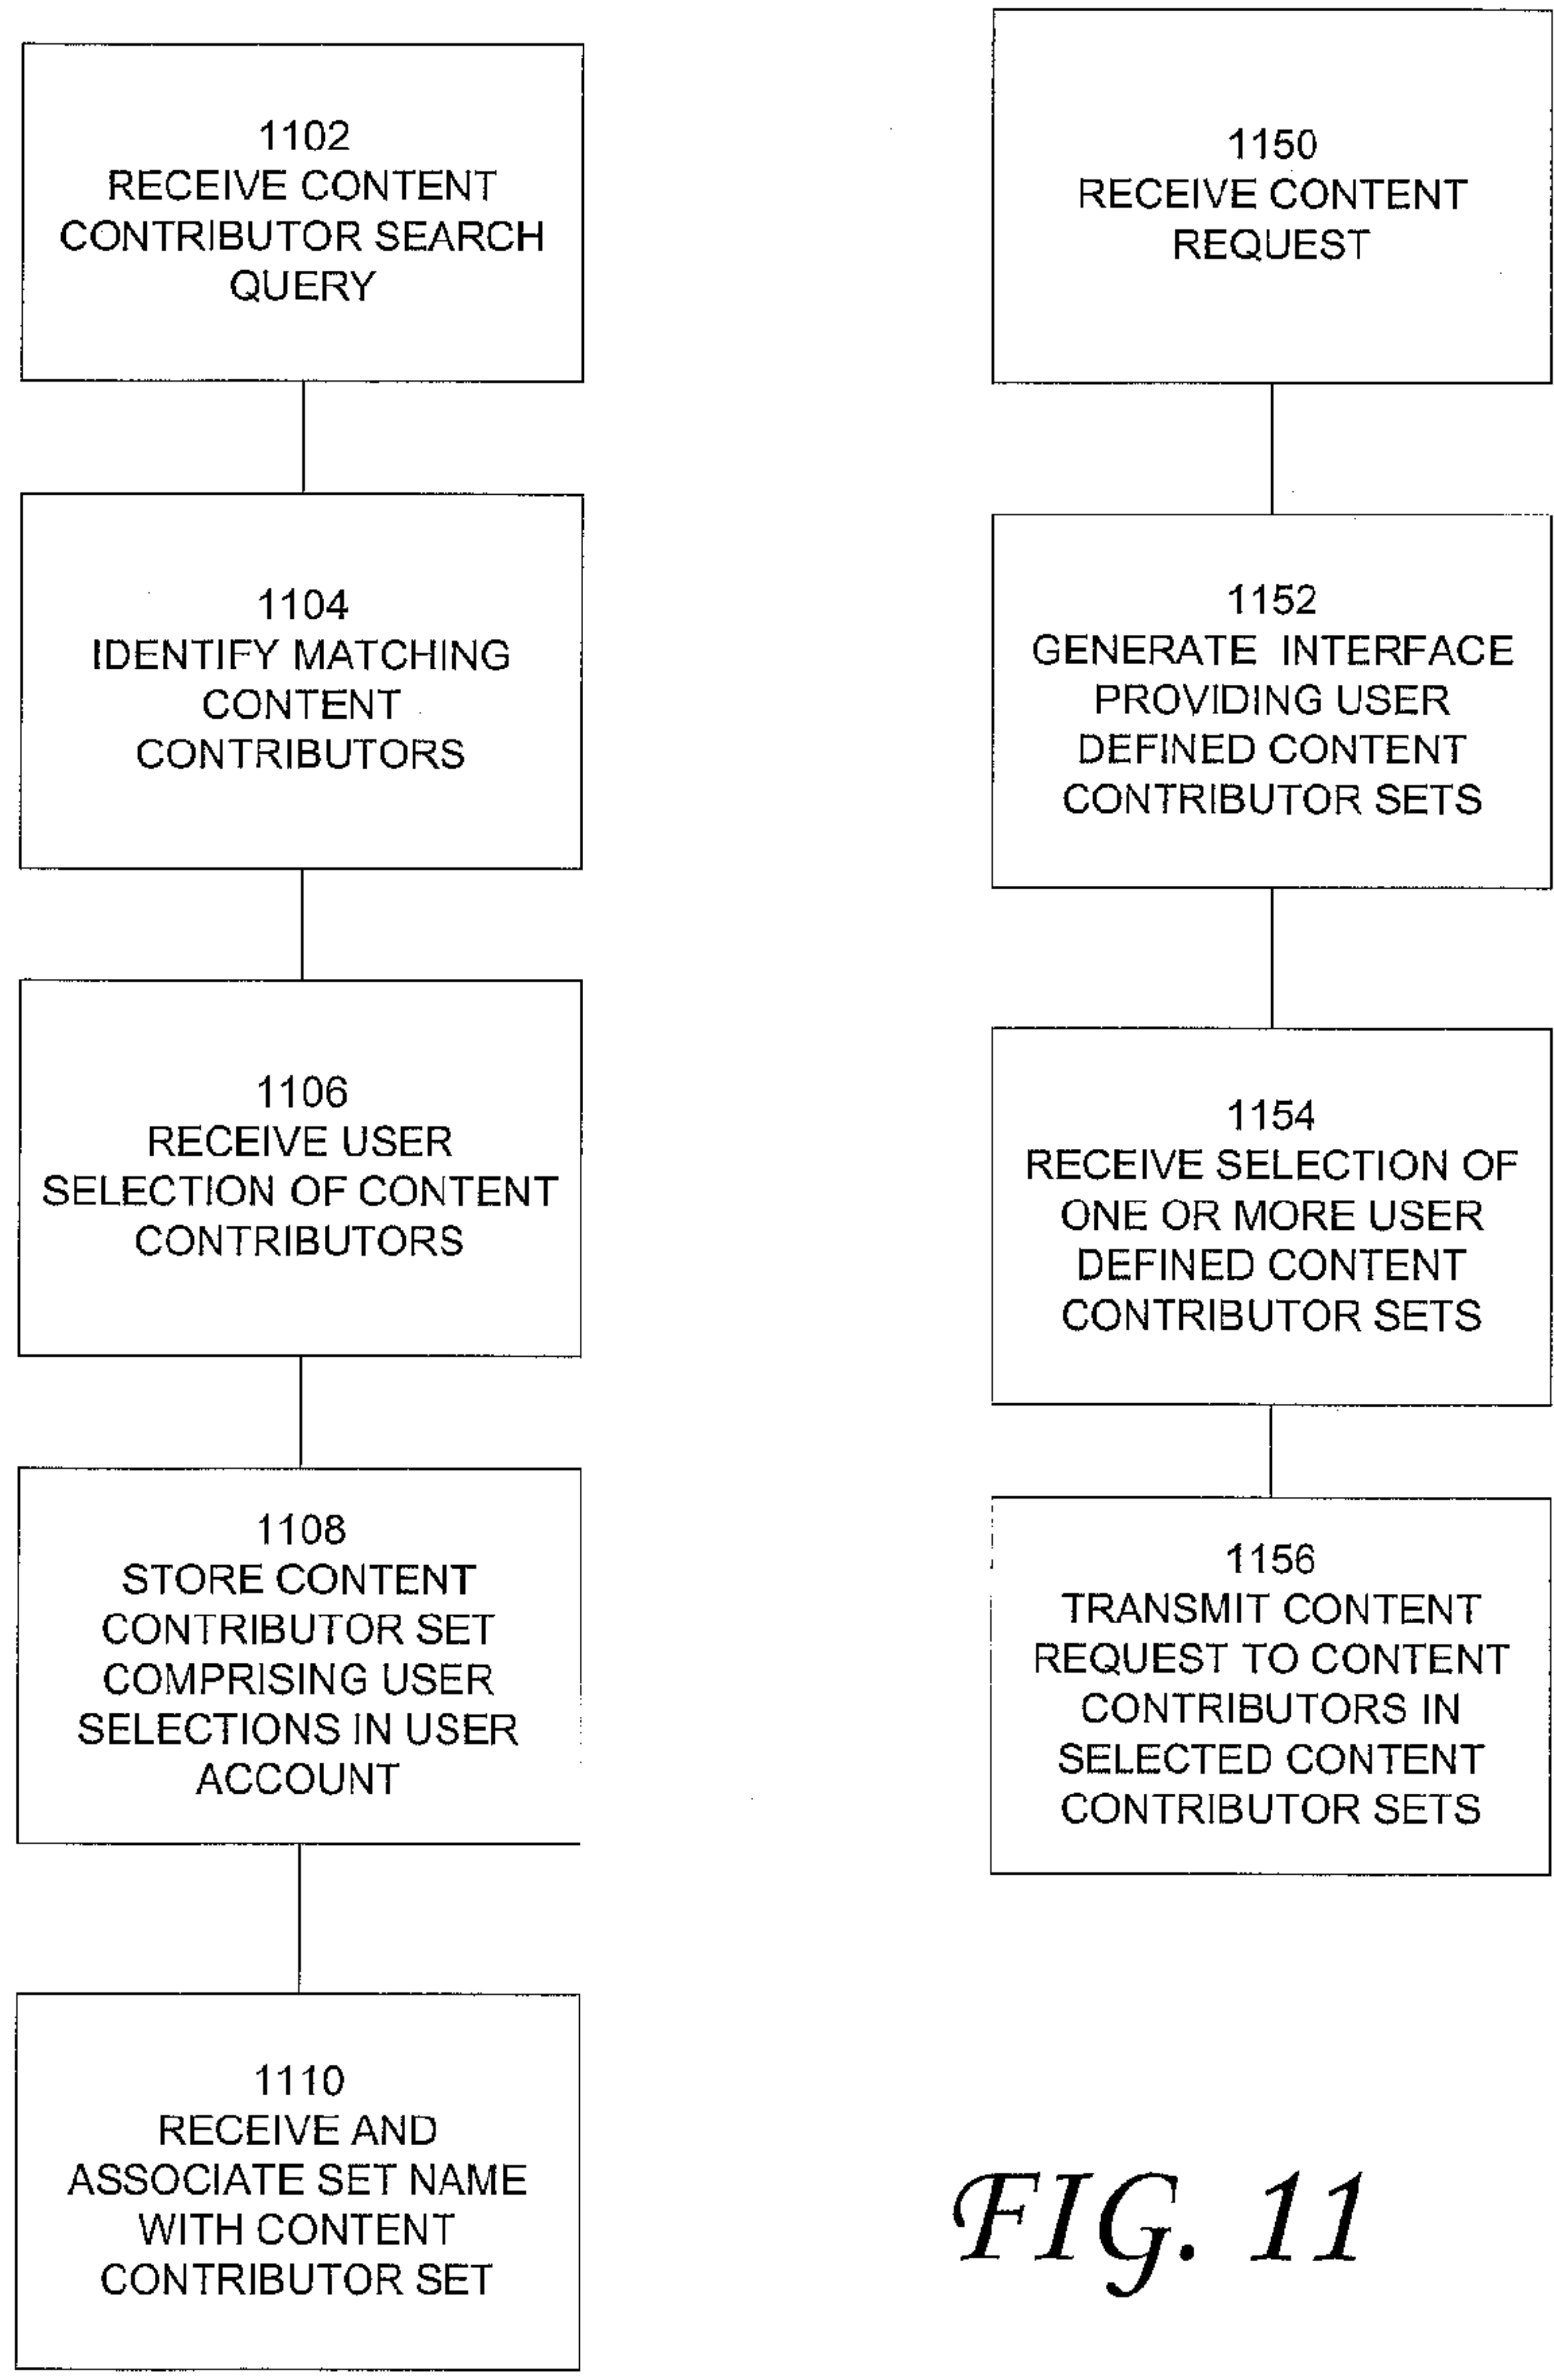 1102
RECEIVE CONTENT
CONTRIBUTOR SEARCH
QUERY
1104
IDENTIFY MATCHING
CONTENT
CONTRIBUTORS
1106
RECEIVE USER
SELECTION OF CONTENT
CONTRIBUTORS
1108
STORE CONTENT
CONTRIBUTOR SET
COMPRISING USER
SELECTIONS IN USER
ACCOUNT
1110
RECEIVE AND
ASSOCIATE SET NAME
WITH CONTENT
CONTRIBUTOR SET
1150
RECEIVE CONTENT
REQUEST
1152
GENERATE INTERFACE
PROVIDING USER
DEFINED CONTENT
CONTRIBUTOR SETS
1154
RECEIVE SELECTION OF
ONE OR MORE USER
DEFINED CONTENT
CONTRIBUTOR SETS
1156
TRANSMIT CONTENT
REQUEST TO CONTENT
CONTRIBUTORS IN
SELECTED CONTENT
CONTRIBUTOR SETS
FIG. 11